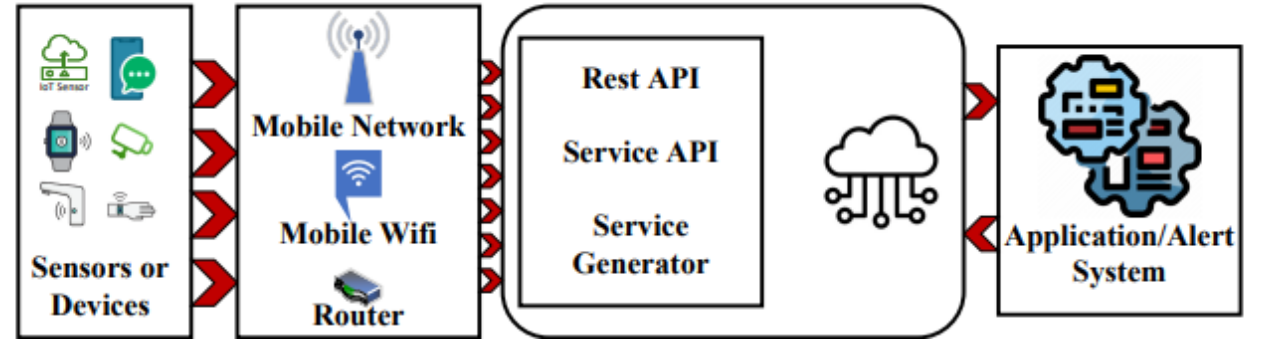 IoT Sensor
Sensors or
Devices
Mobile Network
Mobile Wifi
Router
Rest API
Service API
Service
Generator
Application/Alert
System